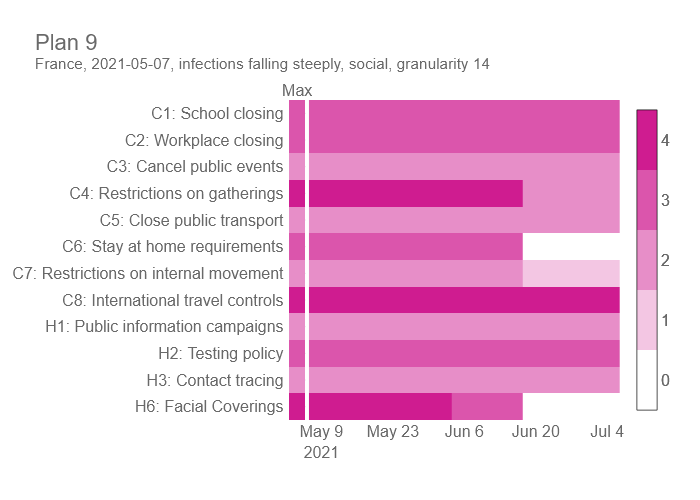 Plan 9
France, 2021-05-07, infections falling steeply, social, granularity 14
Max
C1: School closing
C2: Workplace closing
C3: Cancel public events
C4: Restrictions on gatherings
C5: Close public transport
C6: Stay at home requirements
C7: Restrictions on internal movement
C8: International travel controls
H1: Public information campaigns
H2: Testing policy
H3: Contact tracing
H6: Facial Coverings
4
3
2
1
0
May 9 May 23 Jun 6 Jun 20 Jul 4
2021